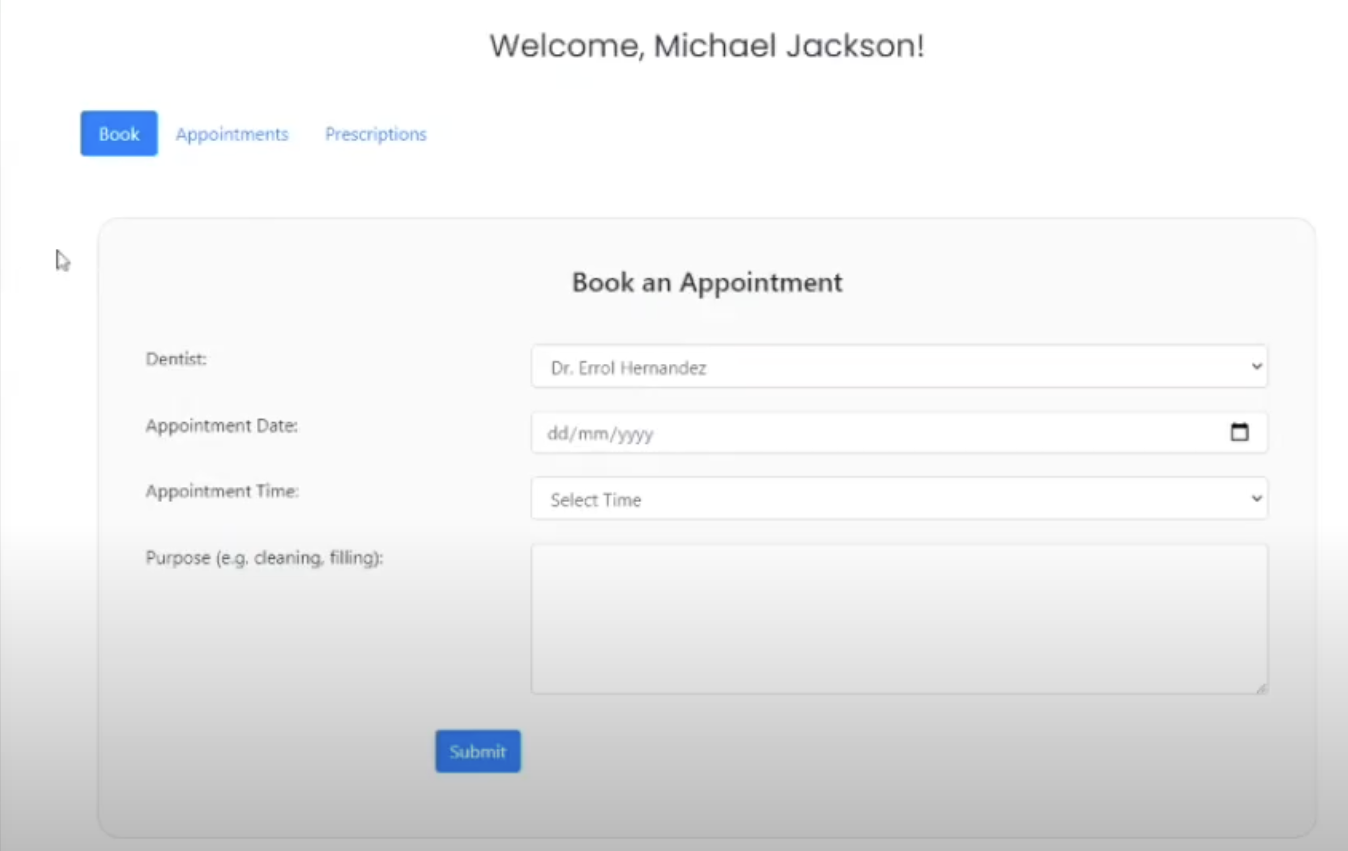 Welcome, Michael Jackson!
Book Appointments Prescriptions
Book an Appointment
Dentist: Dr. Errol Hernandez
Appointment Date: dd/mm/yyyy
Appointment Time: Select Time
Purpose (e.g. cleaning, filling):
Submit